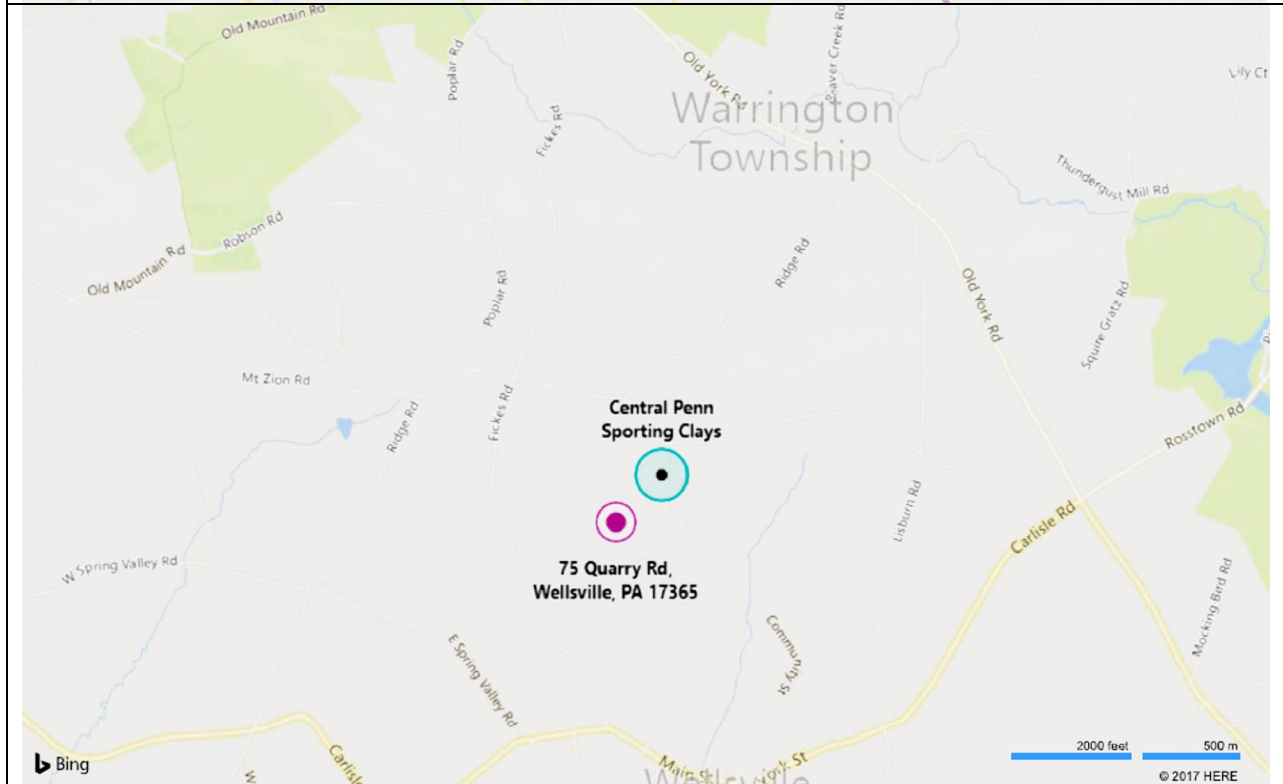 Old Mountain Rd
Poplar Rd
Fickes Rd
Old York Rd
Beaver Creek Rd
Lily Ct
Warrington
Township
Thundergust Mill Rd
Robson Rd
Old Mountain Rd
Ridge Rd
Poplar Rd
Old York Rd
Squire Gratz Rd
Mt Zion Rd
Ridge Rd
Fickes Rd
Central Penn
Sporting Clays
Rosstown Rd
Lisburn Rd
Carlisle Rd
W Spring Valley Rd
75 Quarry Rd,
Wellsville, PA 17365
Mocking Bird Rd
E Spring Valley Rd
Community St
Main St
York St
Wellsville
W
Bing
2000 feet
500 m
© 2017 HERE